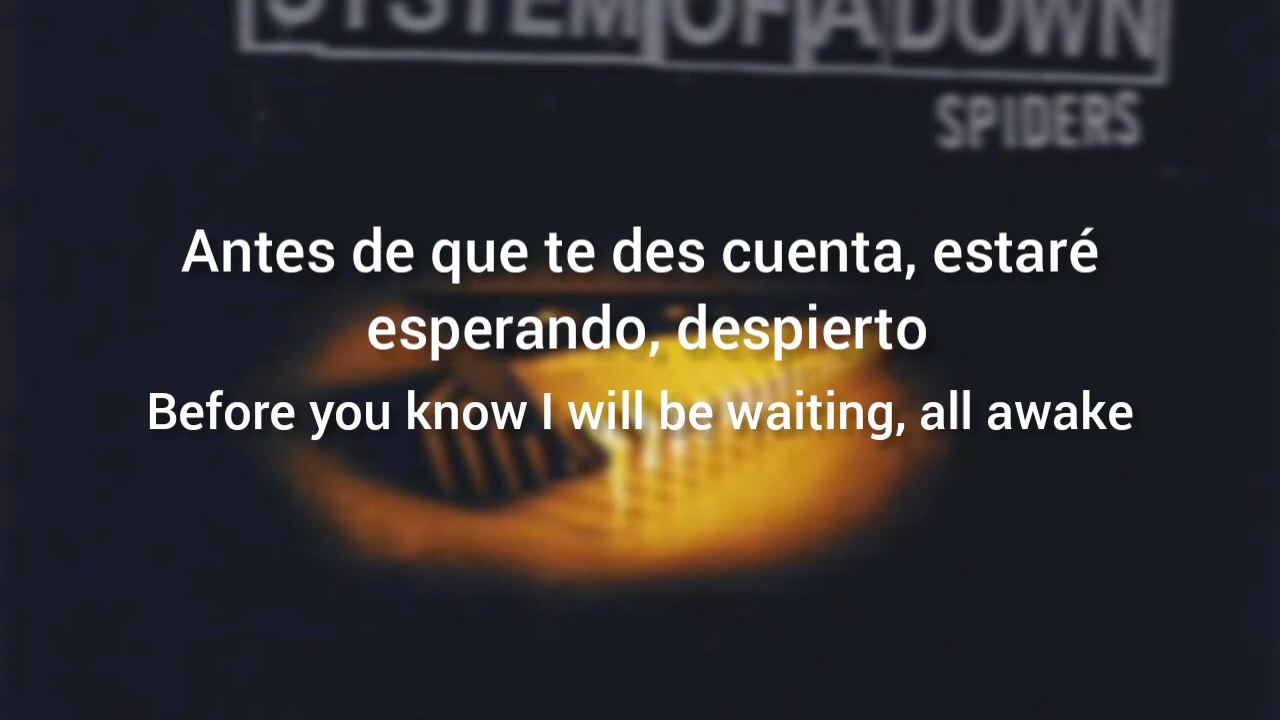 SYSTEM OF A DOWN
SPIDERS
Antes de que te des cuenta, estaré
esperando, despierto
Before you know I will be waiting, all awake